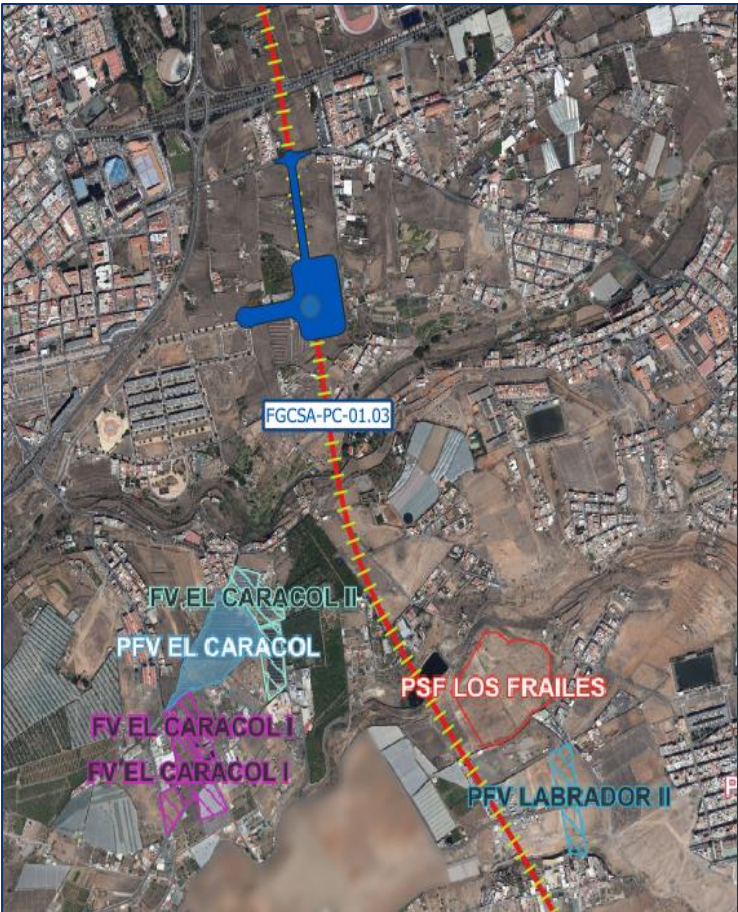 FGCSA-PC-01.03
FV EL CARACOL II
PFV EL CARACOL
PSF LOS FRAILES
FV EL CARACOL I
FV EL CARACOL I
PFV LABRADOR II
P